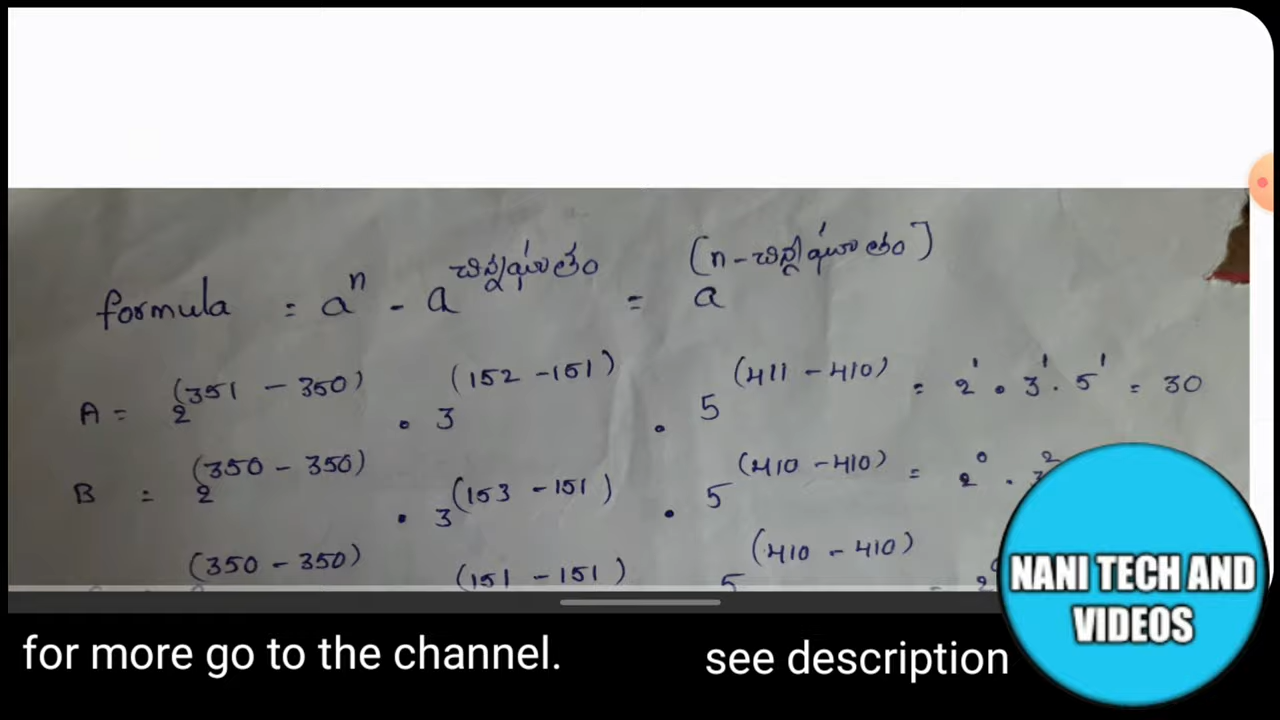 formula = aⁿ - a^చిన్నఘాతం = a^(n-చిన్నఘాతం)
A = 2^(351 - 350) . 3^(152 - 151) . 5^(411 - 410) = 2¹ . 3¹ . 5¹ = 30
B = 2^(350 - 350) . 3^(153 - 151) . 5^(410 - 410) = 2⁰ .
(350 - 350) (151 - 151) (410 - 410)
NANI TECH AND
VIDEOS
for more go to the channel.
see description